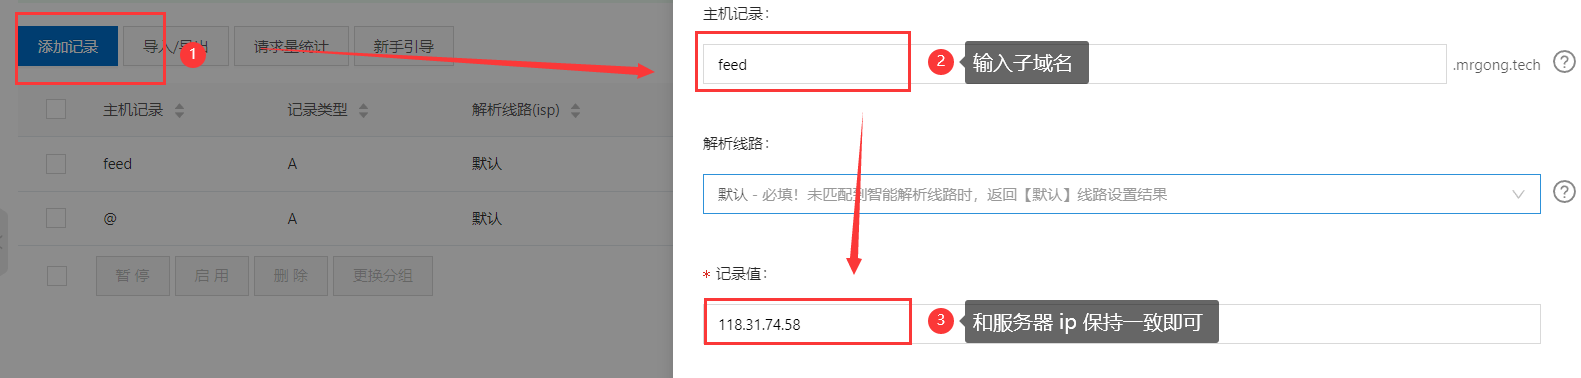 添加记录
导入/导出
请求量统计
新手引导
1
主机记录
记录类型
解析线路(isp)
feed
A
默认
@
A
默认
暂 停
启 用
删 除
更换分组
主机记录：
feed
.mrgong.tech
?
2
输入子域名
解析线路：
默认 - 必填！未匹配到智能解析线路时，返回【默认】线路设置结果
?
* 记录值：
118.31.74.58
3
和服务器 ip 保持一致即可